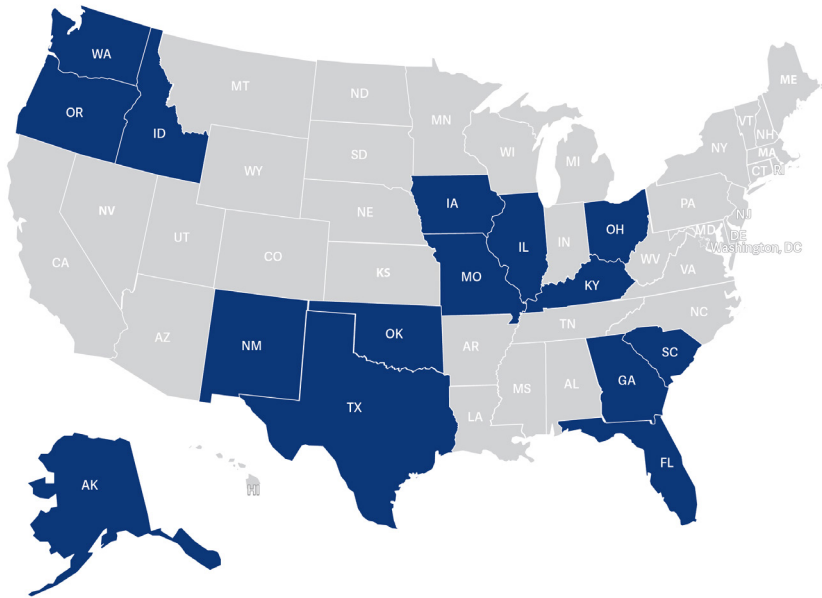 WA
MT
ND
MN
ME
OR
ID
SD
WI
MI
VT
NH
NY
MA
CT
RI
WY
NV
IA
NE
PA
NJ
UT
CO
IL
IN
OH
MD
DE
Washington, DC
WV
CA
KS
MO
KY
VA
NC
AZ
NM
OK
AR
TN
SC
TX
MS
AL
GA
LA
FL
AK
HI